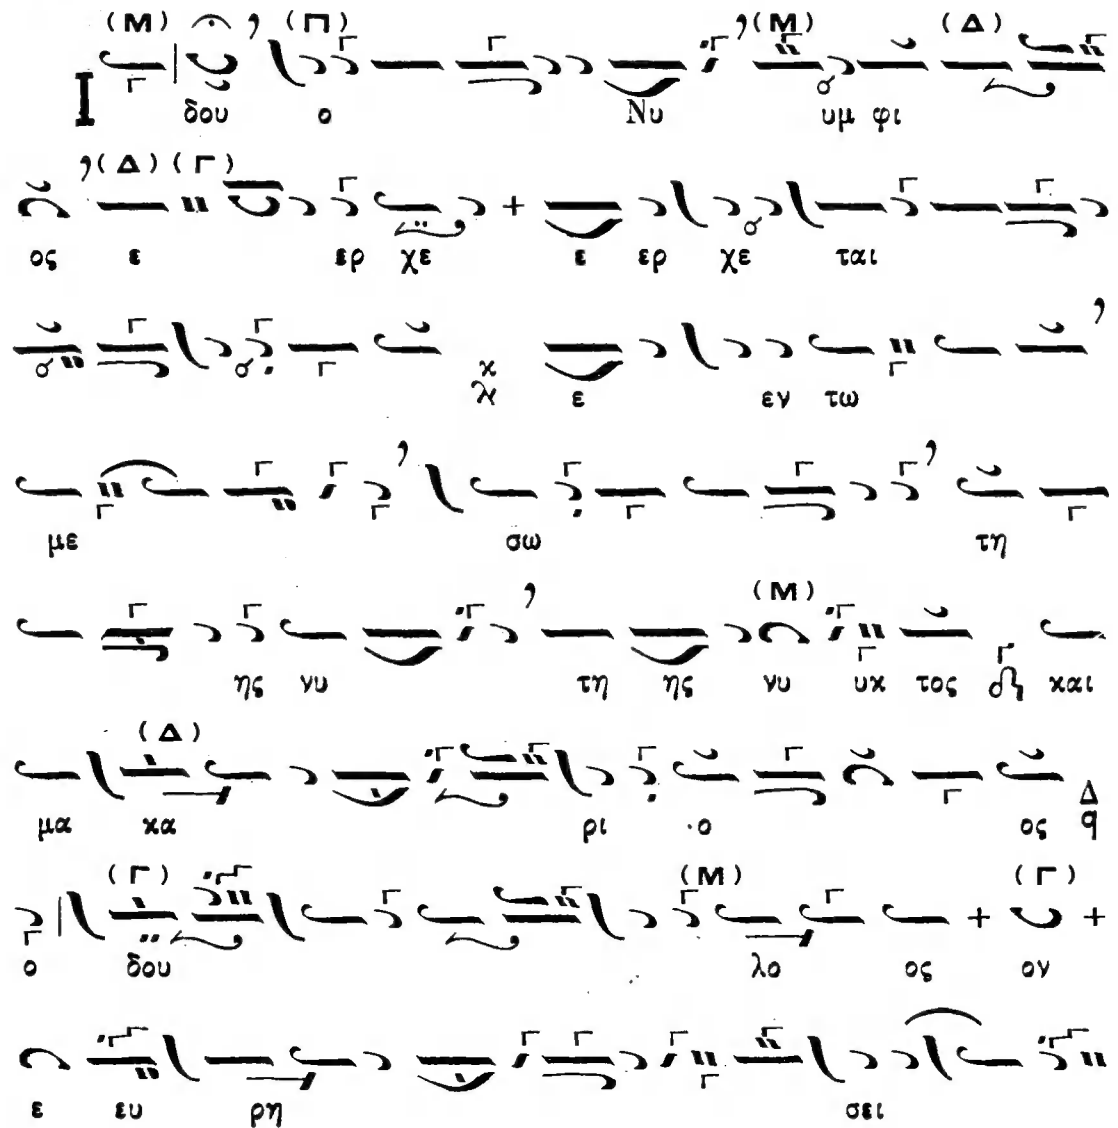 (Μ) (Π) (Μ) (Δ)
Ι δου ο Νυ υμ φι
(Δ) (Γ)
ος ε ερ χε ε ερ χε ται
ε εν τω
με σω τη
(Μ)
ης νυ τη ης νυ υκ τος και
(Δ)
μα κα ρι ο ος Δ
(Γ) (Μ) (Γ)
ο δου λο ος ον
ε ευ ρη σει